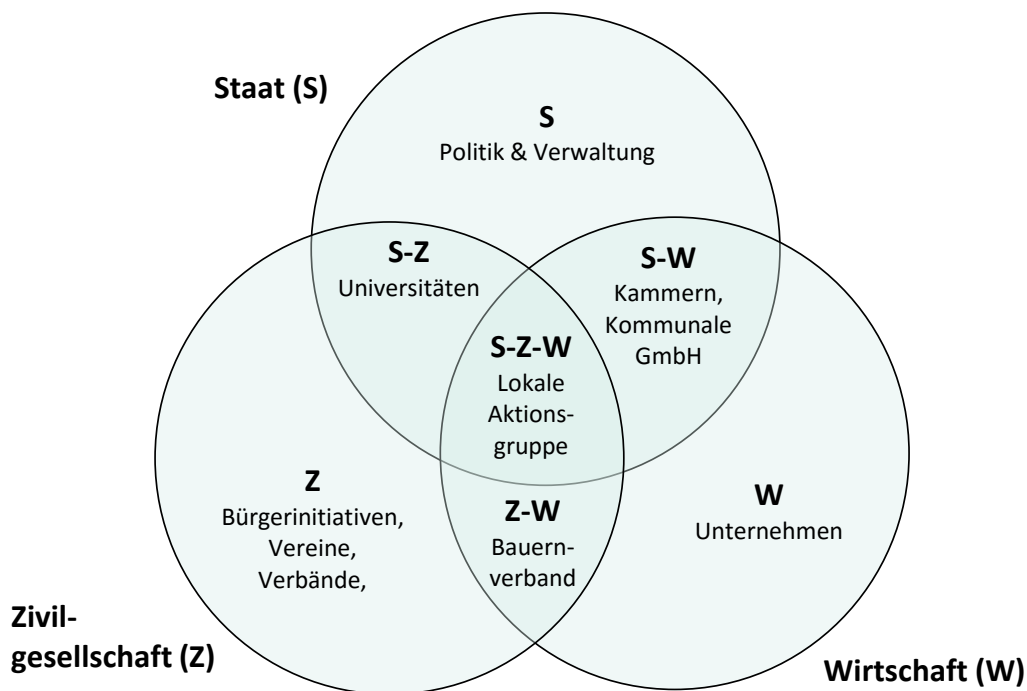 Staat (S)
S
Politik & Verwaltung
S-Z
Universitäten
S-W
Kammern,
Kommunale
GmbH
S-Z-W
Lokale
Aktions-
gruppe
Z
Bürgerinitiativen,
Vereine,
Verbände,
Z-W
Bauern-
verband
W
Unternehmen
Zivil-
gesellschaft (Z)
Wirtschaft (W)